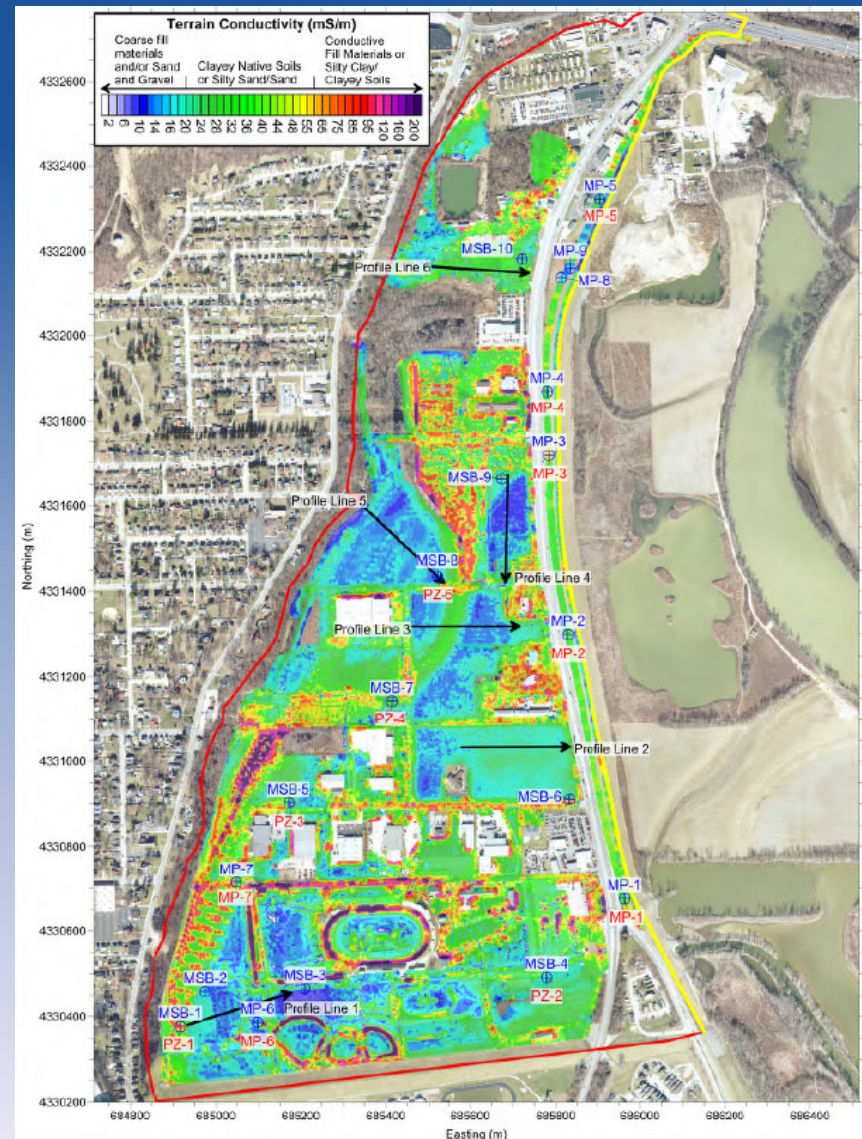 Terrain Conductivity (mS/m)
Coarse fill
materials
and/or Sand
and Gravel
Clayey Native Soils
or Silty Sand/Sand
Conductive
Fill Materials or
Silty Clay/
Clayey Soils
2 6 10 14 16 20 24 28 32 36 40 44 48 55 65 75 85 95 120 160 200
4332600
4332400
MP-5
MP-5
4332200
MSB-10
MP-9
Profile Line 6
MP-8
4332000
MP-4
MP-4
4331800
MP-3
MP-3
MSB-9
4331600
Profile Line 5
Northing (m)
MSB-8
Profile Line 4
PZ-5
4331400
Profile Line 3
MP-2
MP-2
4331200
MSB-7
PZ-4
Profile Line 2
4331000
MSB-5
MSB-6
PZ-3
4330800
MP-7
MP-7
MP-1
MP-1
4330600
MSB-2
MSB-3
MSB-4
PZ-2
MSB-1
MP-6
Profile Line 1
4330400
PZ-1
MP-6
4330200
684800 685000 685200 685400 685600 685800 686000 686200 686400
Easting (m)